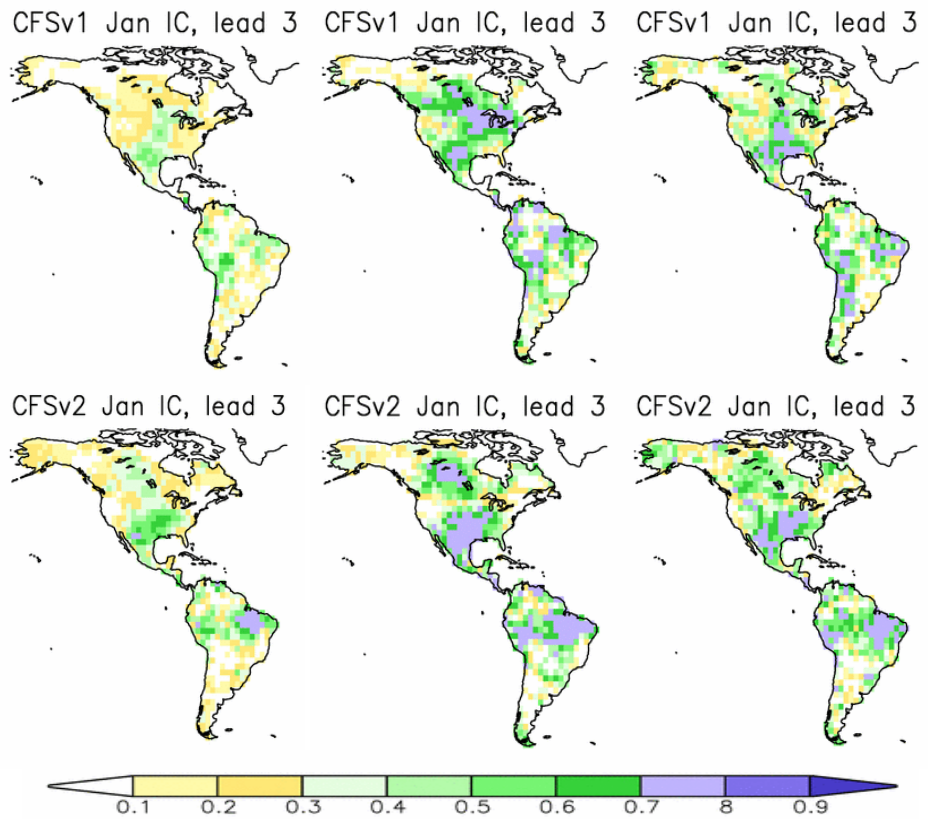 CFSv1 Jan IC, lead 3 CFSv1 Jan IC, lead 3 CFSv1 Jan IC, lead 3
CFSv2 Jan IC, lead 3 CFSv2 Jan IC, lead 3 CFSv2 Jan IC, lead 3
0.1 0.2 0.3 0.4 0.5 0.6 0.7 8 0.9